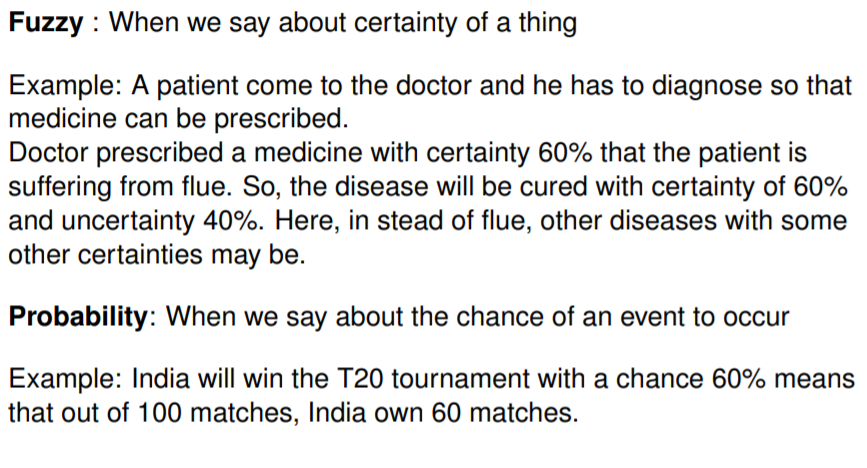 Fuzzy : When we say about certainty of a thing
Example: A patient come to the doctor and he has to diagnose so that
medicine can be prescribed.
Doctor prescribed a medicine with certainty 60% that the patient is
suffering from flue. So, the disease will be cured with certainty of 60%
and uncertainty 40%. Here, in stead of flue, other diseases with some
other certainties may be.
Probability: When we say about the chance of an event to occur
Example: India will win the T20 tournament with a chance 60% means
that out of 100 matches, India own 60 matches.